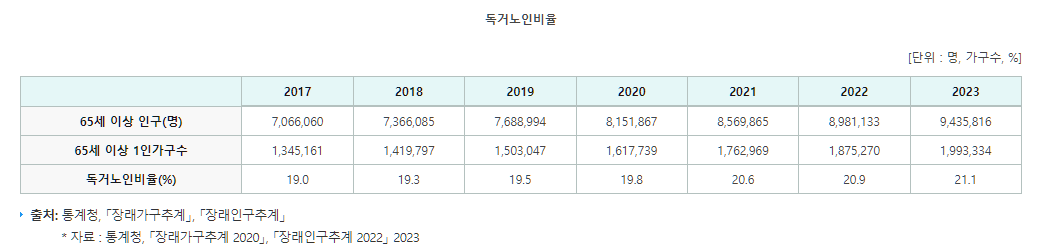 독거노인비율
[단위 : 명, 가구수, %]
2017 2018 2019 2020 2021 2022 2023
65세 이상 인구(명) 7,066,060 7,366,085 7,688,994 8,151,867 8,569,865 8,981,133 9,435,816
65세 이상 1인가구수 1,345,161 1,419,797 1,503,047 1,617,739 1,762,969 1,875,270 1,993,334
독거노인비율(%) 19.0 19.3 19.5 19.8 20.6 20.9 21.1
출처: 통계청, 「장래가구추계」, 「장래인구추계」
* 자료 : 통계청, 「장래가구추계 2020」, 「장래인구추계 2022」 2023